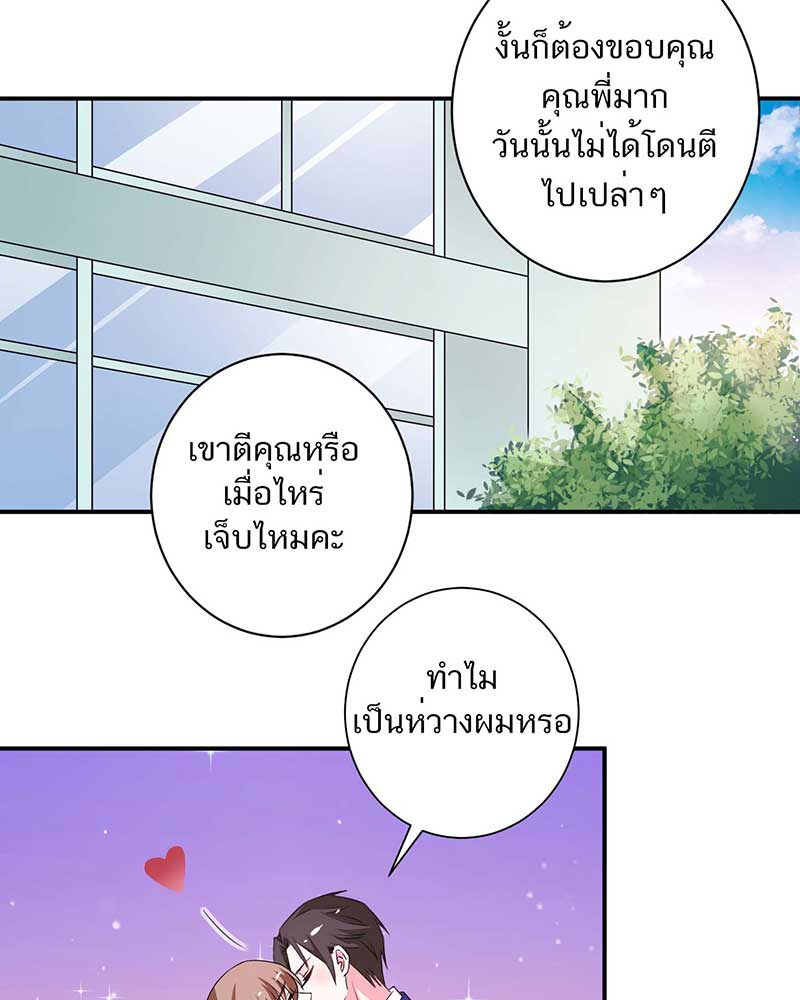 งั้นก็ต้องขอบคุณ
คุณพี่มาก
วันนั้นไม่ได้โดนตี
ไปเปล่าๆ
เขาตีคุณหรือ
เมื่อไหร่
เจ็บไหมคะ
ทำไม
เป็นห่วางผมหรอ